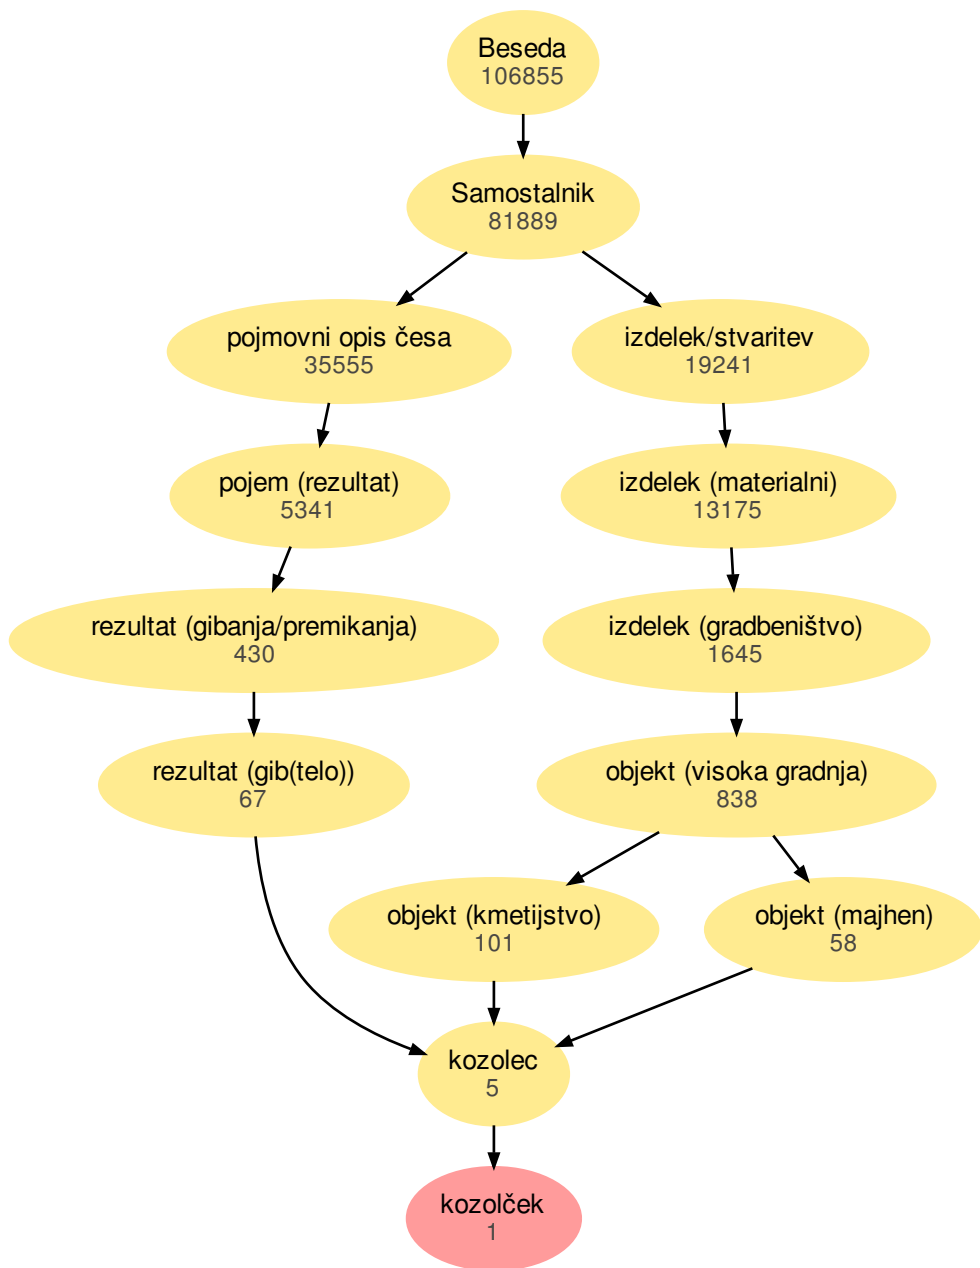 Beseda
106855
Samostalnik
81889
pojmovni opis česa
35555
izdelek/stvaritev
19241
pojem (rezultat)
5341
izdelek (materialni)
13175
rezultat (gibanja/premikanja)
430
izdelek (gradbeništvo)
1645
rezultat (gib(telo))
67
objekt (visoka gradnja)
838
objekt (kmetijstvo)
101
objekt (majhen)
58
kozolec
5
kozolček
1